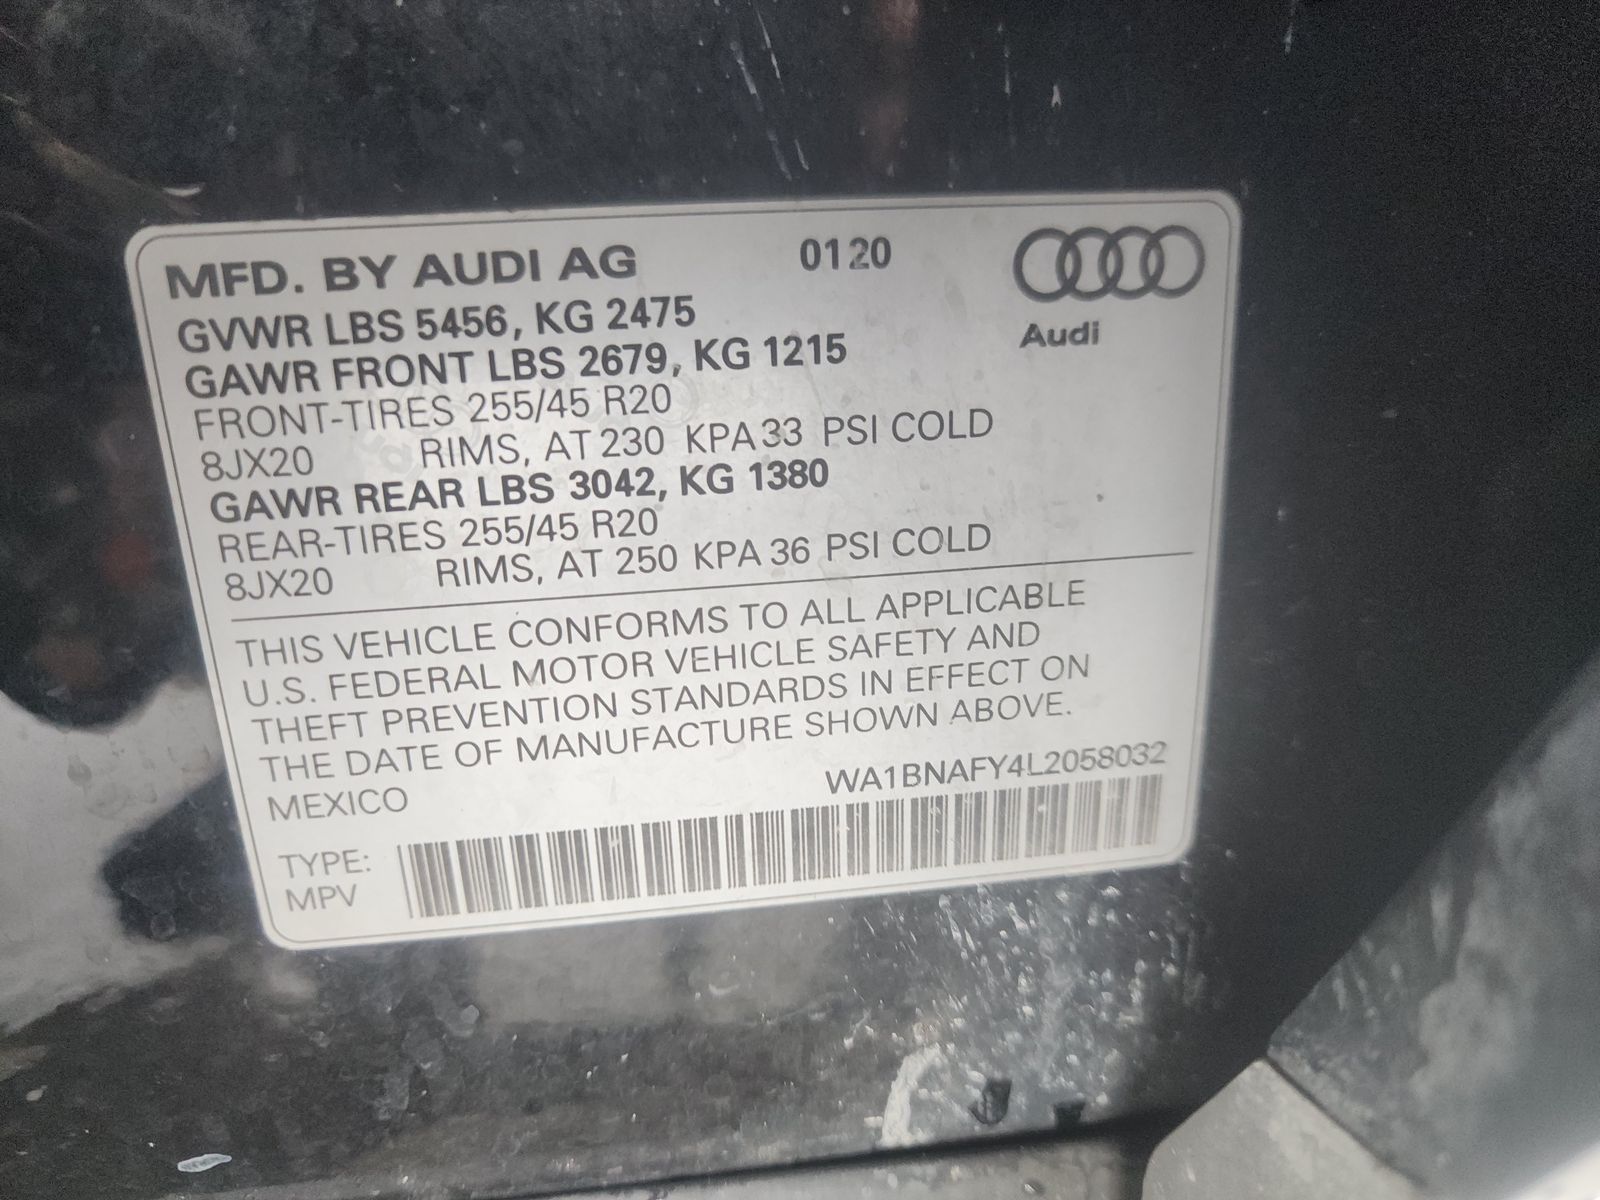 MFD. BY AUDI AG 0120
GVWR LBS 5456, KG 2475
GAWR FRONT LBS 2679, KG 1215
Audi
FRONT-TIRES 255/45 R20
8JX20 RIMS, AT 230 KPA 33 PSI COLD
GAWR REAR LBS 3042, KG 1380
REAR-TIRES 255/45 R20
8JX20 RIMS, AT 250 KPA 36 PSI COLD
THIS VEHICLE CONFORMS TO ALL APPLICABLE
U.S. FEDERAL MOTOR VEHICLE SAFETY AND
THEFT PREVENTION STANDARDS IN EFFECT ON
THE DATE OF MANUFACTURE SHOWN ABOVE.
MEXICO WA1BNAFY4L2058032
TYPE:
MPV